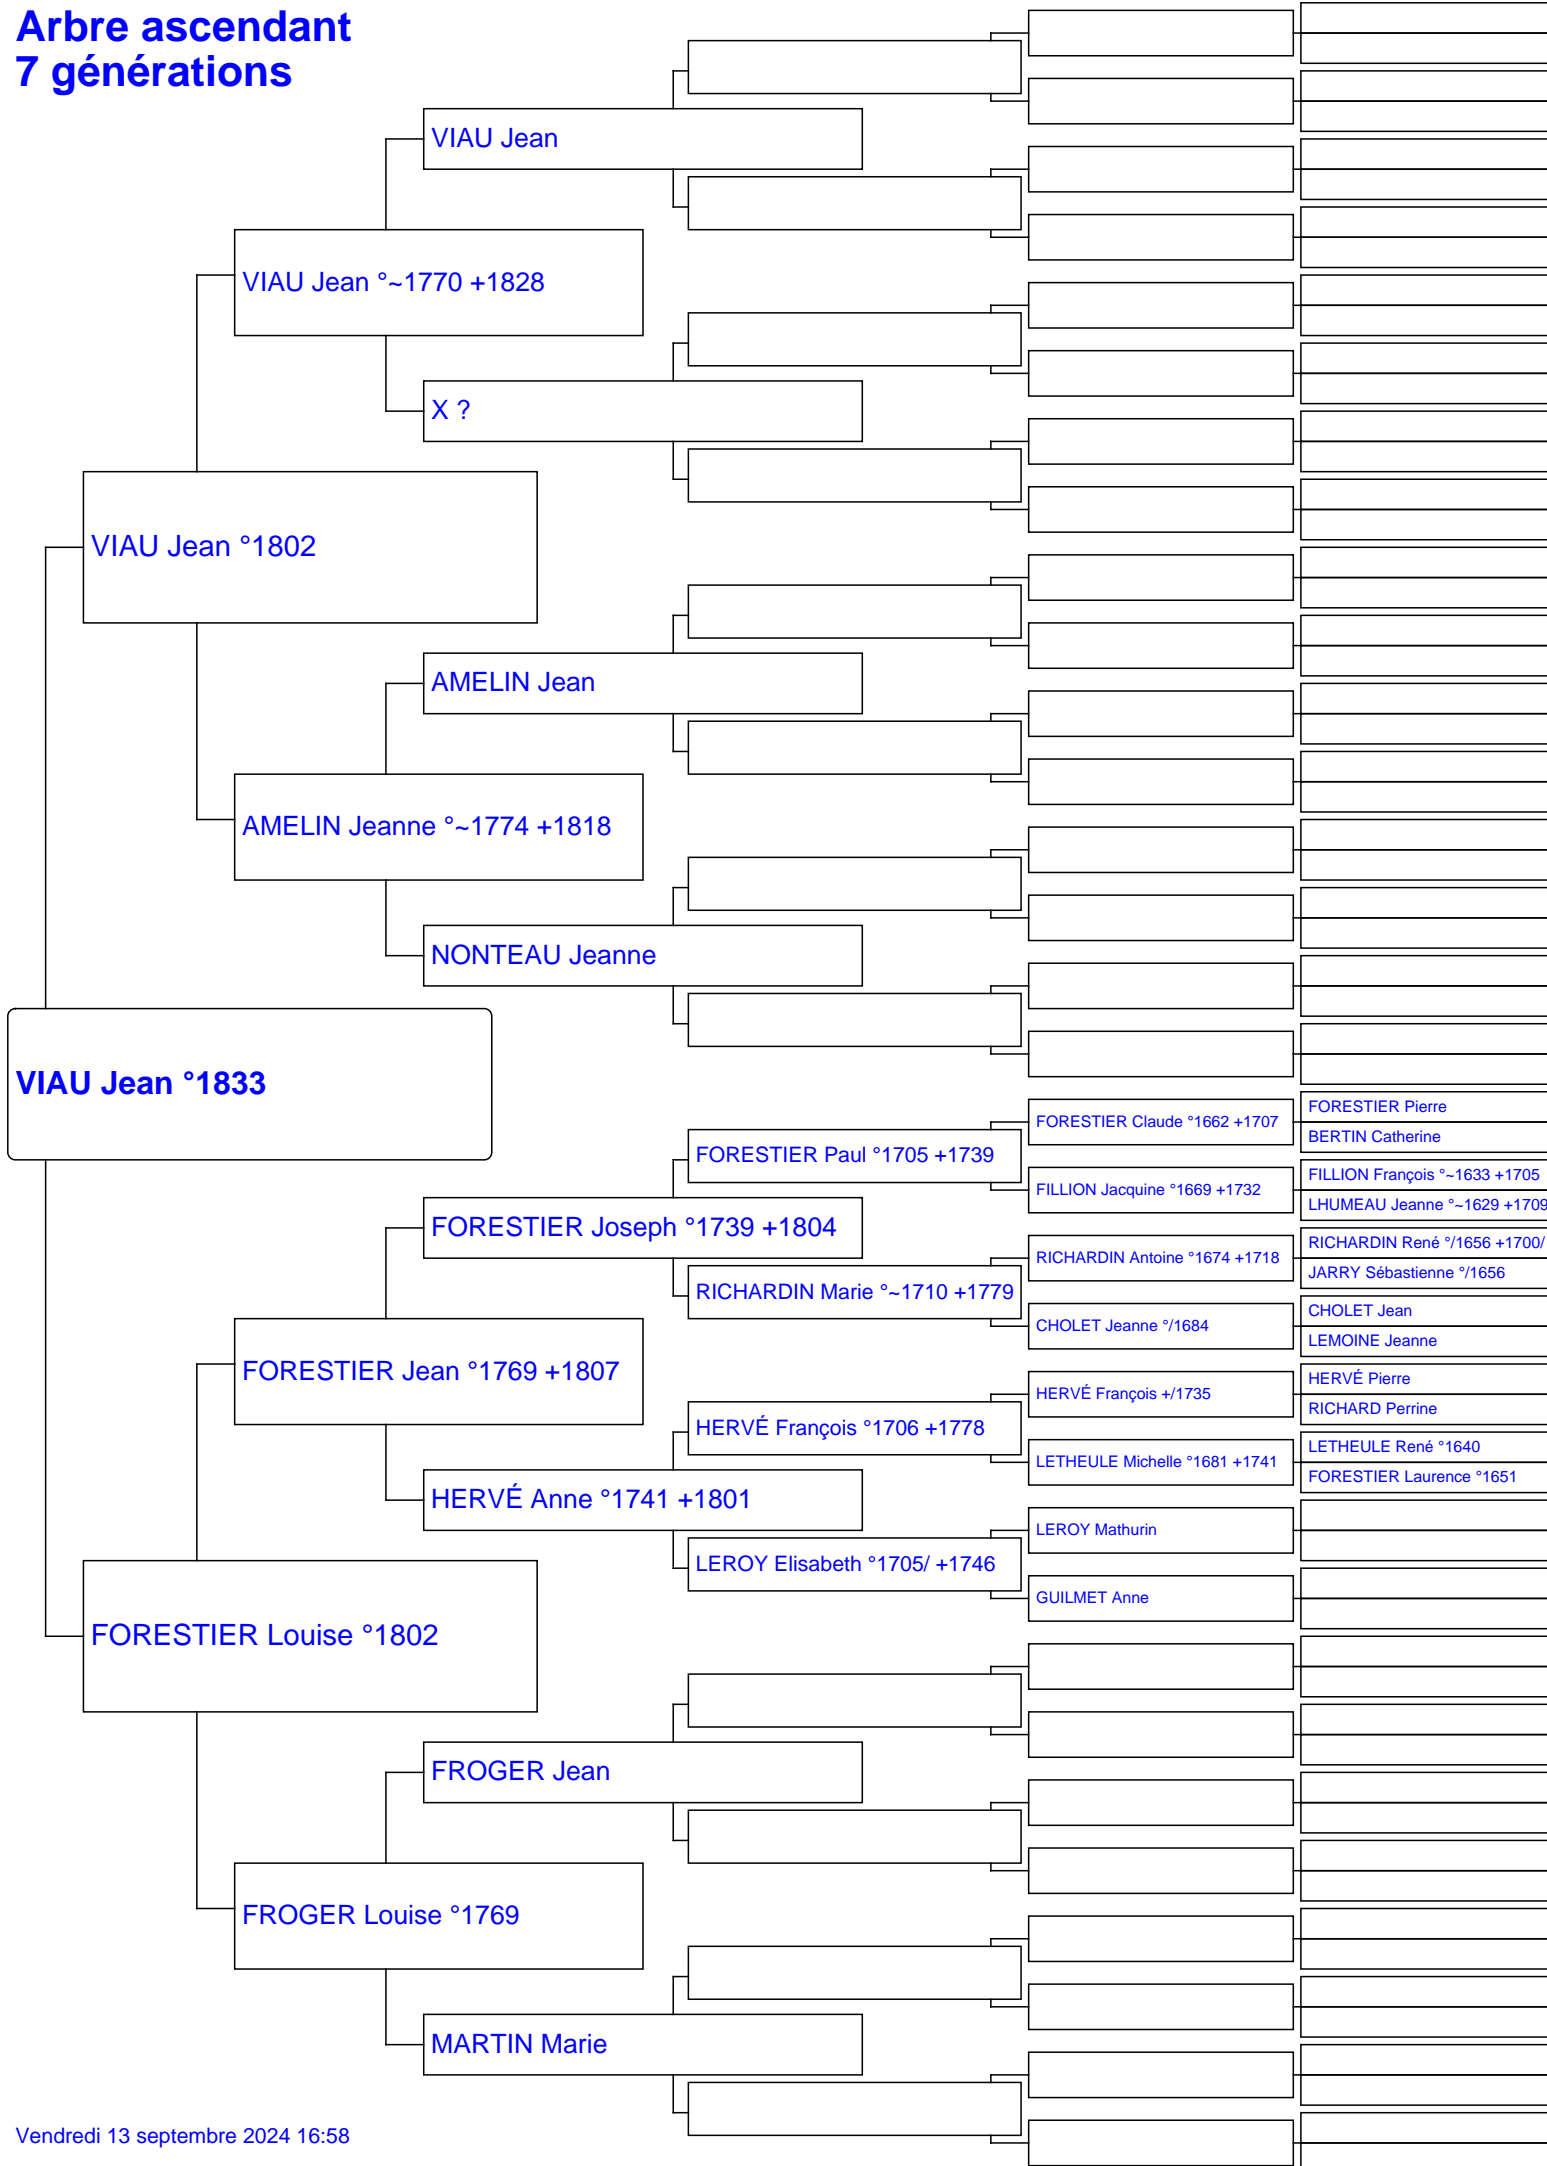 Arbre ascendant
7 générations
VIAU Jean
VIAU Jean °~1770 +1828
X ?
VIAU Jean °1802
AMELIN Jean
AMELIN Jeanne °~1774 +1818
NONTEAU Jeanne
VIAU Jean °1833
FORESTIER Pierre
FORESTIER Claude °1662 +1707
BERTIN Catherine
FORESTIER Paul °1705 +1739
FILLION François °~1633 +1705
FILLION Jacquine °1669 +1732
LHUMEAU Jeanne °~1629 +1709
FORESTIER Joseph °1739 +1804
RICHARDIN René °/1656 +1700/
RICHARDIN Antoine °1674 +1718
JARRY Sébastienne °/1656
RICHARDIN Marie °~1710 +1779
CHOLET Jean
CHOLET Jeanne °/1684
LEMOINE Jeanne
FORESTIER Jean °1769 +1807
HERVÉ Pierre
HERVÉ François +/1735
RICHARD Perrine
HERVÉ François °1706 +1778
LETHEULE René °1640
LETHEULE Michelle °1681 +1741
FORESTIER Laurence °1651
HERVÉ Anne °1741 +1801
LEROY Mathurin
LEROY Elisabeth °1705/ +1746
GUILMET Anne
FORESTIER Louise °1802
FROGER Jean
FROGER Louise °1769
MARTIN Marie
Vendredi 13 septembre 2024 16:58